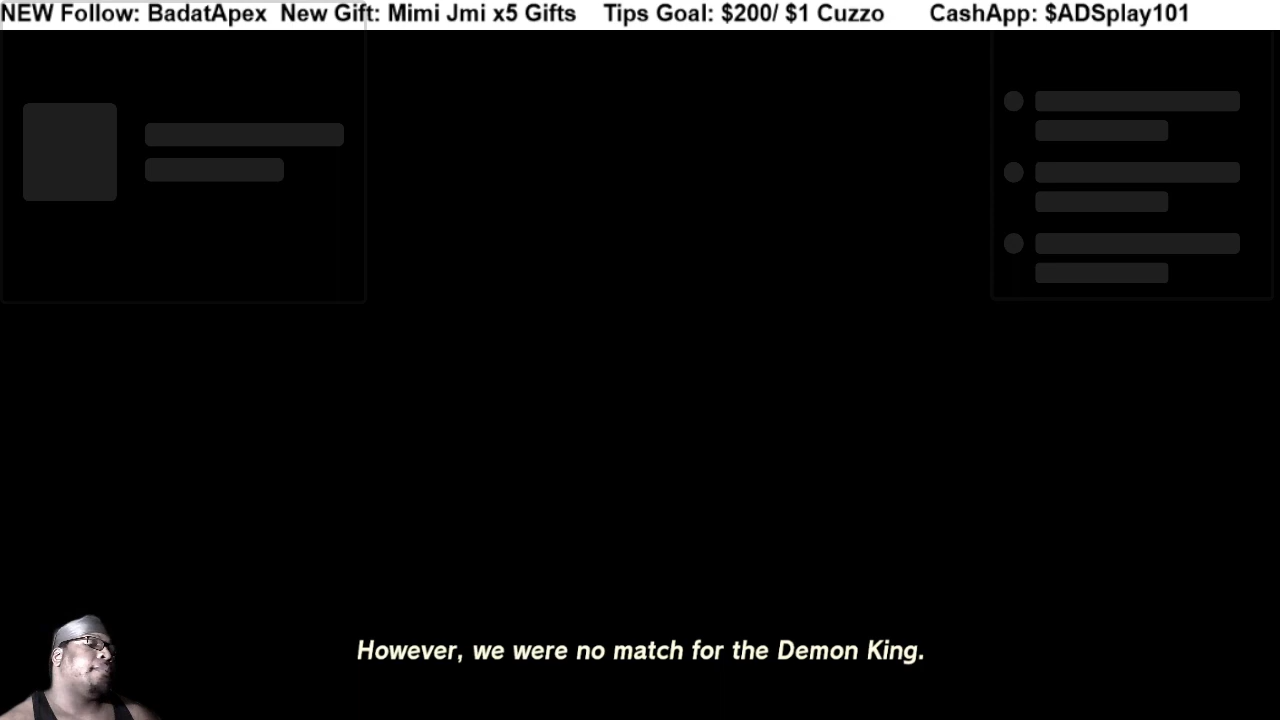 NEW Follow: BadatApex New Gift: Mimi Jmi x5 Gifts Tips Goal: $200/ $1 Cuzzo CashApp: $ADSplay101
However, we were no match for the Demon King.